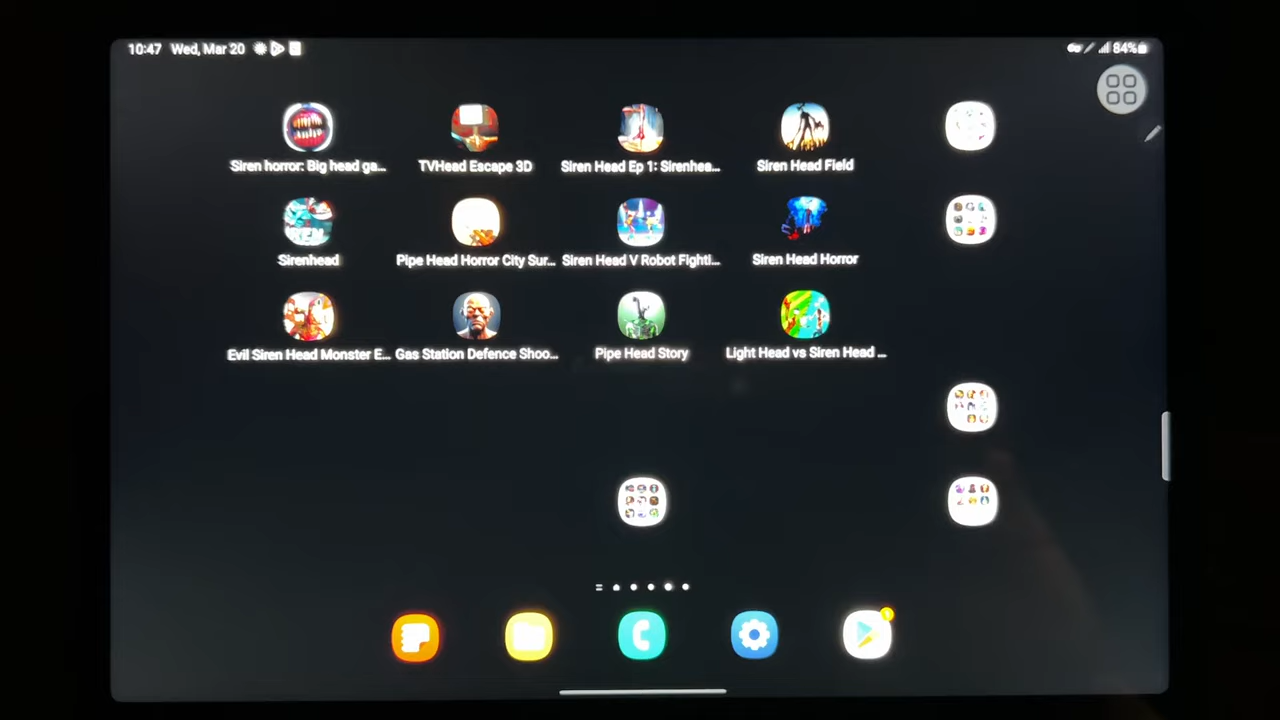 10:47 Wed, Mar 20
84%
Siren horror: Big head ga...
TVHead Escape 3D
Siren Head Ep 1: Sirenhea...
Siren Head Field
Sirenhead
Pipe Head Horror City Sur...
Siren Head V Robot Fighti...
Siren Head Horror
Evil Siren Head Monster E...
Gas Station Defence Shoo...
Pipe Head Story
Light Head vs Siren Head ...